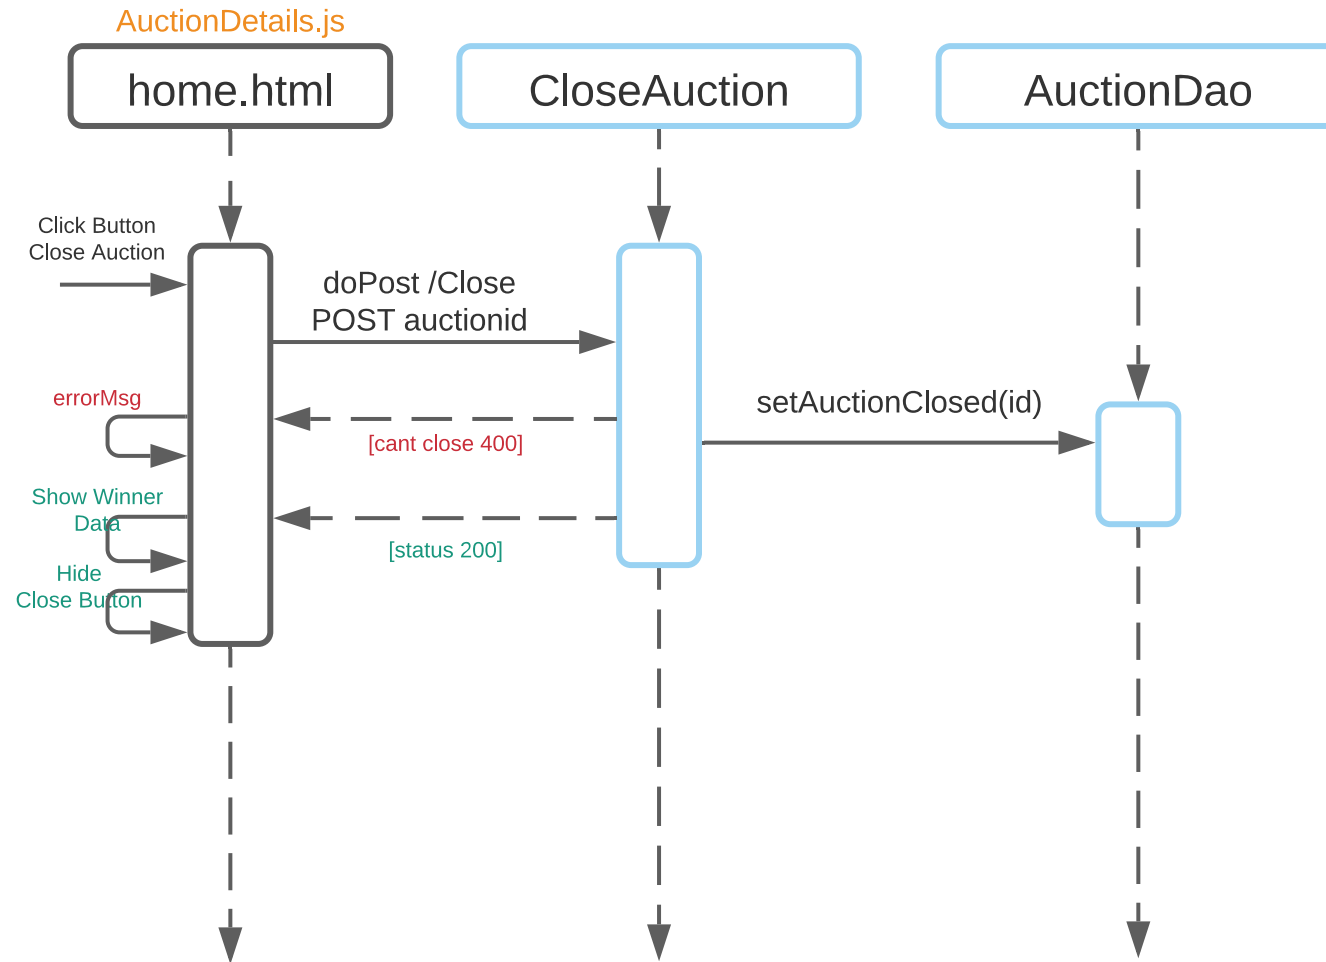 AuctionDetails.js
home.html
CloseAuction
AuctionDao
Click Button
Close Auction
doPost /Close
POST auctionid
errorMsg
setAuctionClosed(id)
[cant close 400]
Show Winner
Data
[status 200]
Hide
Close Button